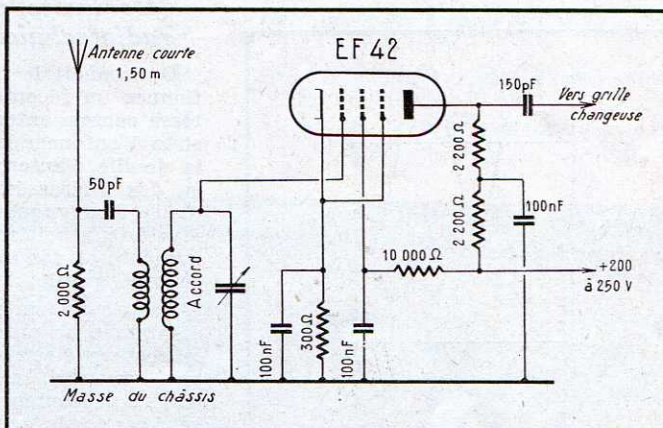 EF 42
Antenne courte
1,50 m
150pF
Vers grille
changeuse
2 200 Ω
50pF
2 200 Ω
100nF
Accord
10 000 Ω
+200
à 250 V
2 000 Ω
100nF
300Ω
100nF
Masse du châssis